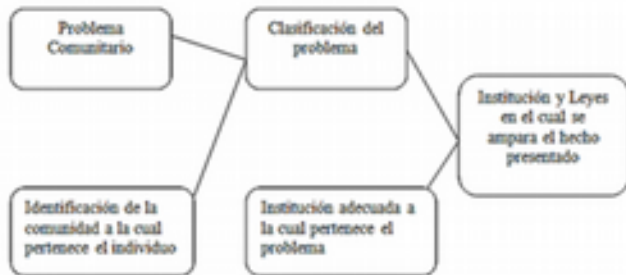 Problema
Comunitario
Clasificación del
problema
Institución y Leyes
en el cual se
ampara el hecho
presentado
Identificación de la
comunidad a la cual
pertenece el individuo
Institución adecuada a
la cual pertenece el
problema